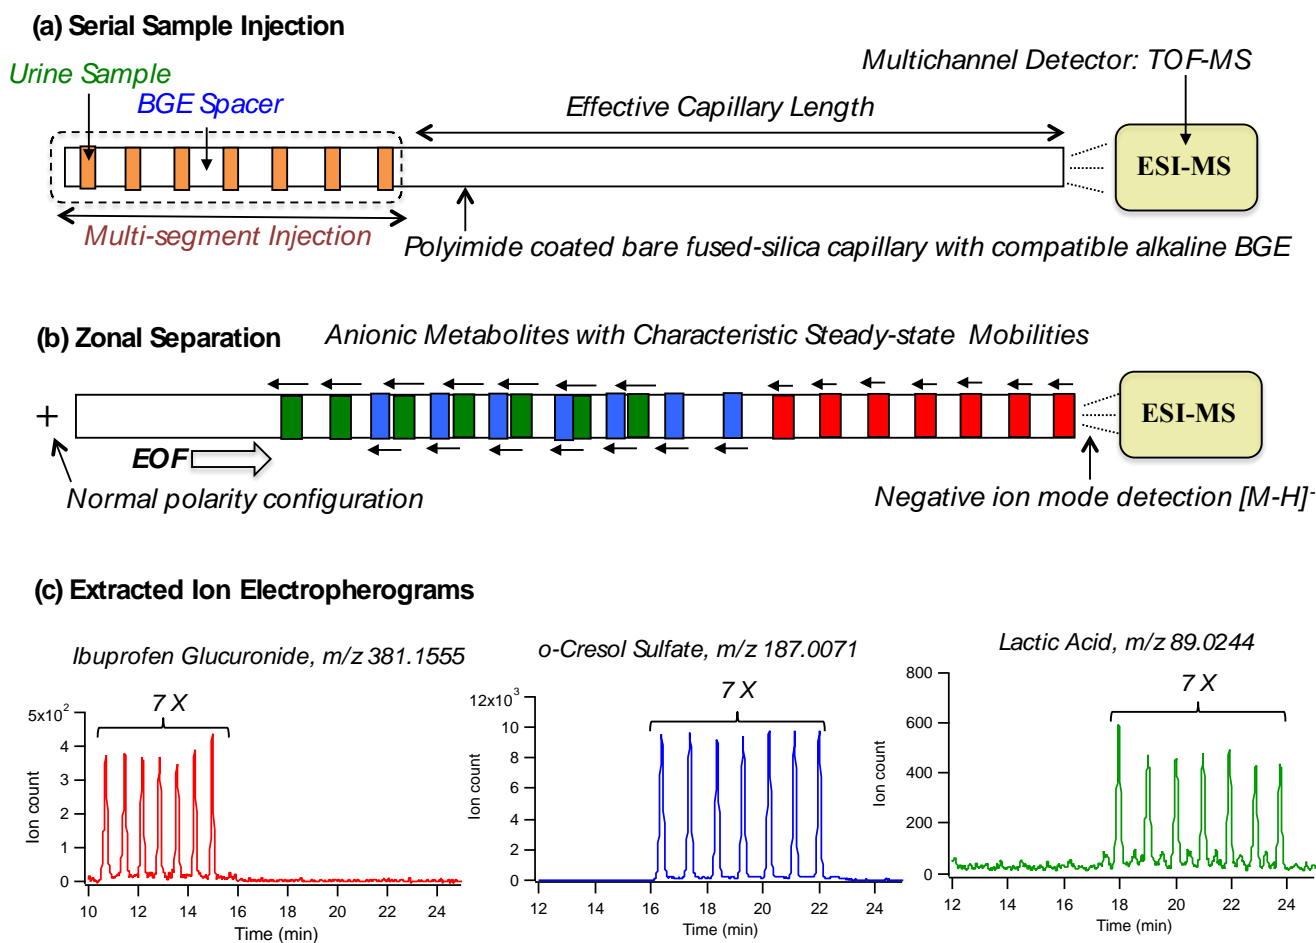 (a) Serial Sample Injection
Urine Sample
BGE Spacer
Effective Capillary Length
Multichannel Detector: TOF-MS
ESI-MS
Multi-segment Injection
Polyimide coated bare fused-silica capillary with compatible alkaline BGE
(b) Zonal Separation
Anionic Metabolites with Characteristic Steady-state Mobilities
+
ESI-MS
EOF
Normal polarity configuration
Negative ion mode detection [M-H]-
(c) Extracted Ion Electropherograms
Ibuprofen Glucuronide, m/z 381.1555
7 X
5x10²
4
3
2
1
0
Ion count
10 12 14 16 18 20 22 24
Time (min)
o-Cresol Sulfate, m/z 187.0071
7 X
12x10³
10
8
6
4
2
0
Ion count
12 14 16 18 20 22 24
Time (min)
Lactic Acid, m/z 89.0244
7 X
800
600
400
200
0
Ion count
12 14 16 18 20 22 24
Time (min)